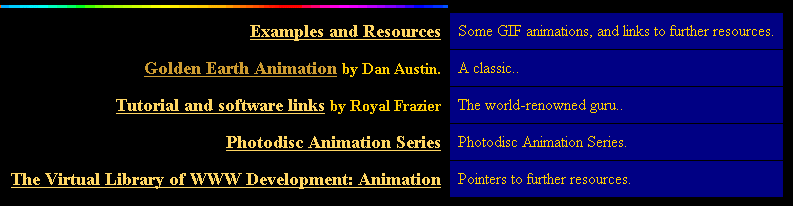 Examples and Resources Some GIF animations, and links to further resources.
Golden Earth Animation by Dan Austin. A classic..
Tutorial and software links by Royal Frazier The world-renowned guru..
Photodisc Animation Series Photodisc Animation Series.
The Virtual Library of WWW Development: Animation Pointers to further resources.